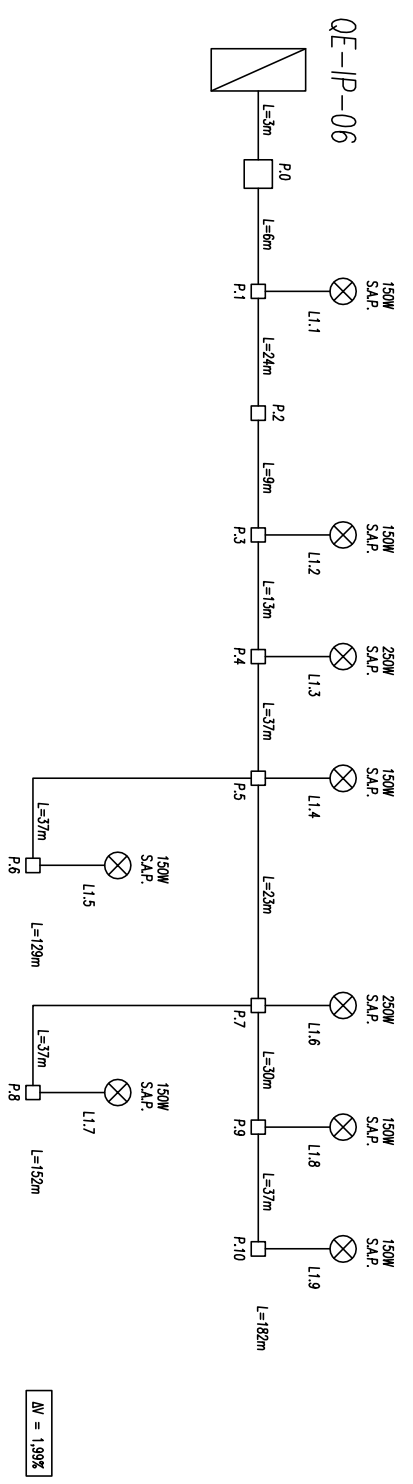 QE-IP-06
L=3m
P.0
L=6m
150W
S.A.P.
L1.1
P.1
L=24m
P.2
L=9m
150W
S.A.P.
L1.2
P.3
L=13m
250W
S.A.P.
L1.3
P.4
L=37m
150W
S.A.P.
L1.4
P.5
L=37m
150W
S.A.P.
L1.5
P.6
L=129m
L=23m
250W
S.A.P.
L1.6
P.7
L=37m
150W
S.A.P.
L1.7
P.8
L=152m
L=30m
150W
S.A.P.
L1.8
P.9
L=37m
150W
S.A.P.
L1.9
P.10
L=182m
ΔV = 1,99%